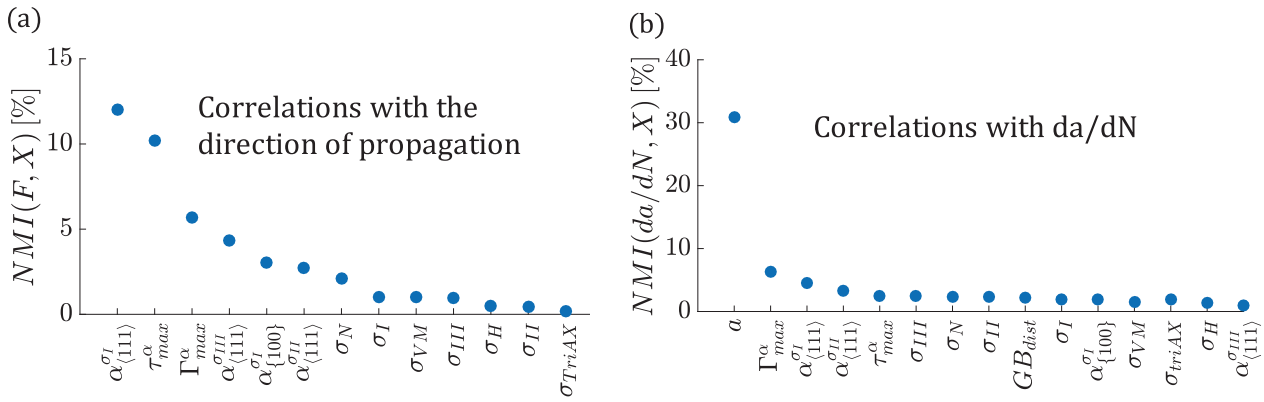 (a)
15
10
5
0
NMI(F, X) [%]
Correlations with the
direction of propagation
α^{σ_I}_{⟨111⟩}
τ^α_{max}
Γ^α_{max}
α^{σ_{III}}_{⟨111⟩}
α^{σ_I}_{{100}}
α^{σ_{II}}_{⟨111⟩}
σ_N
σ_I
σ_{VM}
σ_{III}
σ_H
σ_{II}
σ_{TriAX}
(b)
40
30
20
10
0
NMI(da/dN, X) [%]
Correlations with da/dN
a
Γ^α_{max}
α^{σ_I}_{⟨111⟩}
α^{σ_{II}}_{⟨111⟩}
τ^α_{max}
σ_{III}
σ_N
σ_{II}
GB_{dist}
σ_I
α^{σ_I}_{{100}}
σ_{VM}
σ_{triAX}
σ_H
α^{σ_{III}}_{⟨111⟩}